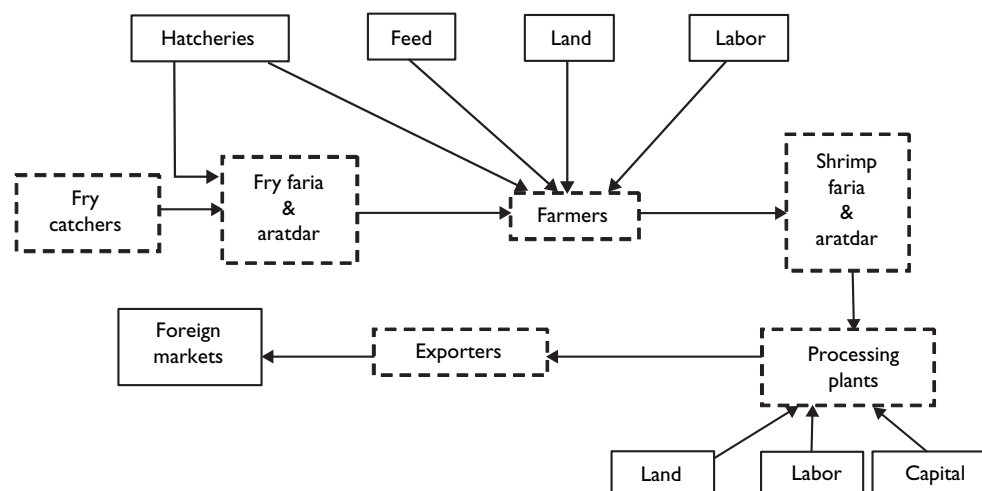 Hatcheries
Feed
Land
Labor
Fry
catchers
Fry faria
&
aratdar
Farmers
Shrimp
faria
&
aratdar
Foreign
markets
Exporters
Processing
plants
Land
Labor
Capital